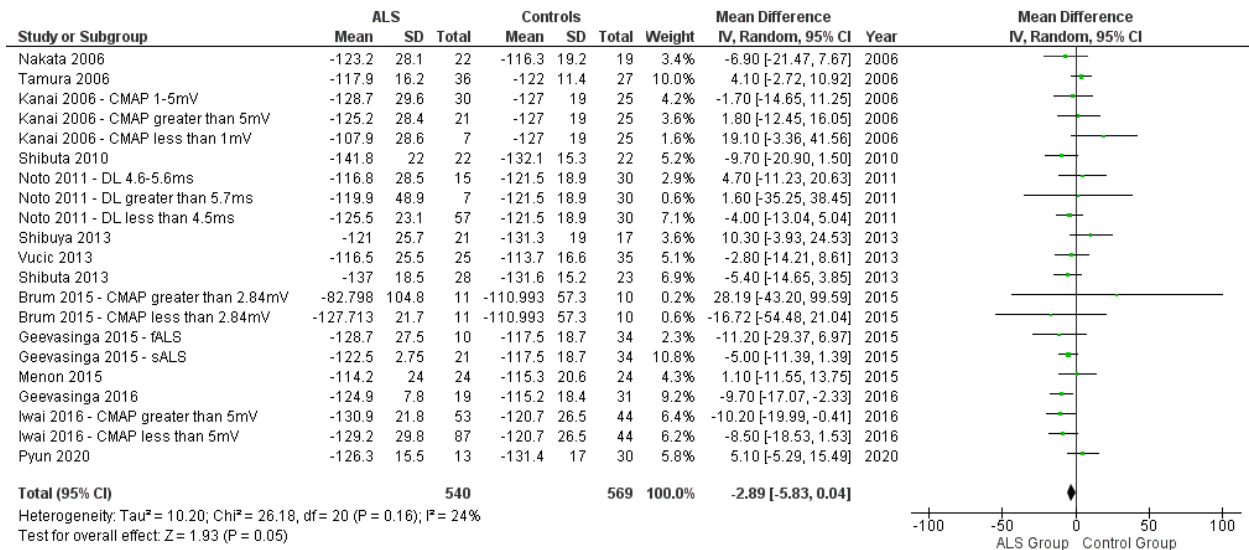 ALS Controls Mean Difference Mean Difference
Study or Subgroup Mean SD Total Mean SD Total Weight IV, Random, 95% CI Year IV, Random, 95% CI
Nakata 2006 -123.2 28.1 22 -116.3 19.2 19 3.4% -6.90 [-21.47, 7.67] 2006
Tamura 2006 -117.9 16.2 36 -122 11.4 27 10.0% 4.10 [-2.72, 10.92] 2006
Kanai 2006 - CMAP 1-5mV -128.7 29.6 30 -127 19 25 4.2% -1.70 [-14.65, 11.25] 2006
Kanai 2006 - CMAP greater than 5mV -125.2 28.4 21 -127 19 25 3.5% 1.80 [-12.45, 16.05] 2006
Kanai 2006 - CMAP less than 1mV -107.9 28.6 7 -127 19 25 1.6% 19.10 [-3.36, 41.56] 2006
Shibuta 2010 -141.8 22 22 -132.1 15.3 22 5.2% -9.70 [-20.90, 1.50] 2010
Noto 2011 - DL 4.6-5.6ms -116.8 28.5 15 -121.5 18.9 30 2.9% 4.70 [-11.23, 20.63] 2011
Noto 2011 - DL greater than 5.7ms -119.9 48.9 7 -121.5 18.9 30 0.6% 1.60 [-35.25, 38.45] 2011
Noto 2011 - DL less than 4.5ms -125.5 23.1 57 -121.5 18.9 30 7.1% -4.00 [-13.04, 5.04] 2011
Shibuya 2013 -121 25.7 21 -131.3 19 17 3.6% 10.30 [-3.93, 24.53] 2013
Vucic 2013 -116.5 25.5 25 -113.7 16.6 35 5.1% -2.80 [-14.21, 8.61] 2013
Shibuta 2013 -137 18.5 28 -131.6 15.2 23 6.9% -5.40 [-14.65, 3.85] 2013
Brum 2015 - CMAP greater than 2.84mV -82.798 104.8 11 -110.993 57.3 10 0.2% 28.19 [-43.20, 99.59] 2015
Brum 2015 - CMAP less than 2.84mV -127.713 21.7 11 -110.993 57.3 10 0.6% -16.72 [-54.48, 21.04] 2015
Geevasinga 2015 - fALS -128.7 27.5 10 -117.5 18.7 34 2.3% -11.20 [-29.37, 6.97] 2015
Geevasinga 2015 - sALS -122.5 2.75 21 -117.5 18.7 34 10.8% -5.00 [-11.39, 1.39] 2015
Menon 2015 -114.2 24 24 -115.3 20.6 24 4.3% 1.10 [-11.55, 13.75] 2015
Geevasinga 2016 -124.9 7.8 19 -115.2 18.4 31 9.2% -9.70 [-17.07, -2.33] 2016
Iwai 2016 - CMAP greater than 5mV -130.9 21.8 53 -120.7 26.5 44 6.4% -10.20 [-19.99, -0.41] 2016
Iwai 2016 - CMAP less than 5mV -129.2 29.8 87 -120.7 26.5 44 6.2% -8.50 [-18.53, 1.53] 2016
Pyun 2020 -126.3 15.5 13 -131.4 17 30 5.8% 5.10 [-5.29, 15.49] 2020
Total (95% CI) 540 569 100.0% -2.89 [-5.83, 0.04]
Heterogeneity: Tau² = 10.20; Chi² = 26.18, df = 20 (P = 0.16); I² = 24%
Test for overall effect: Z = 1.93 (P = 0.05)
-100 -50 0 50 100
ALS Group Control Group